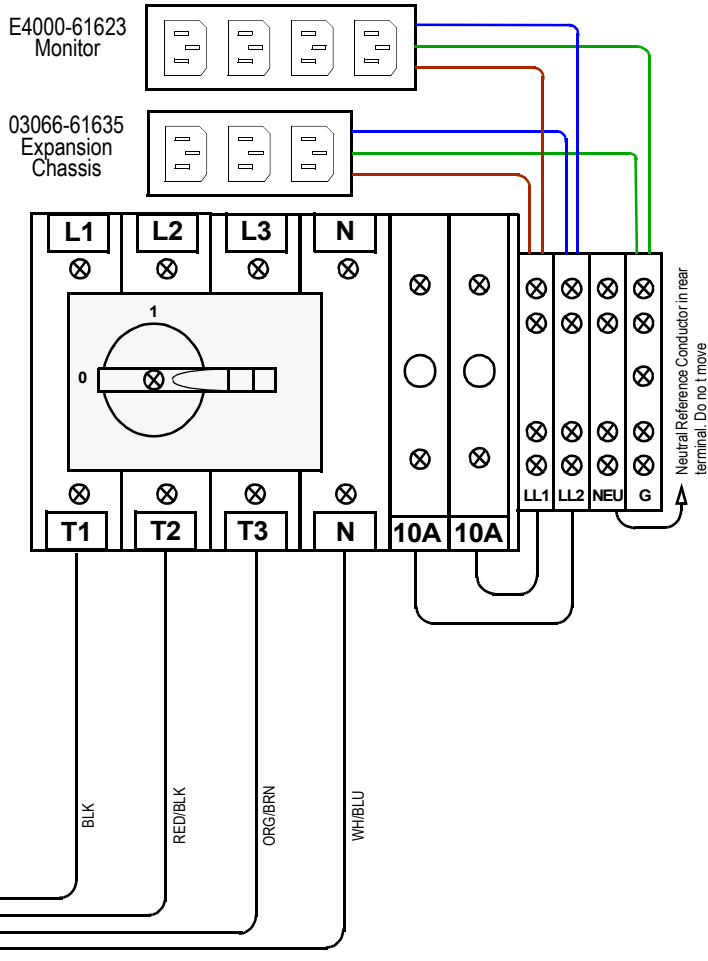 E4000-61623
Monitor
03066-61635
Expansion
Chassis
L1 L2 L3 N
1
0
LL1 LL2 NEU G
T1 T2 T3 N 10A 10A
Neutral Reference Conductor in rear
terminal. Do no t move
BLK
RED/BLK
ORG/BRN
WH/BLU